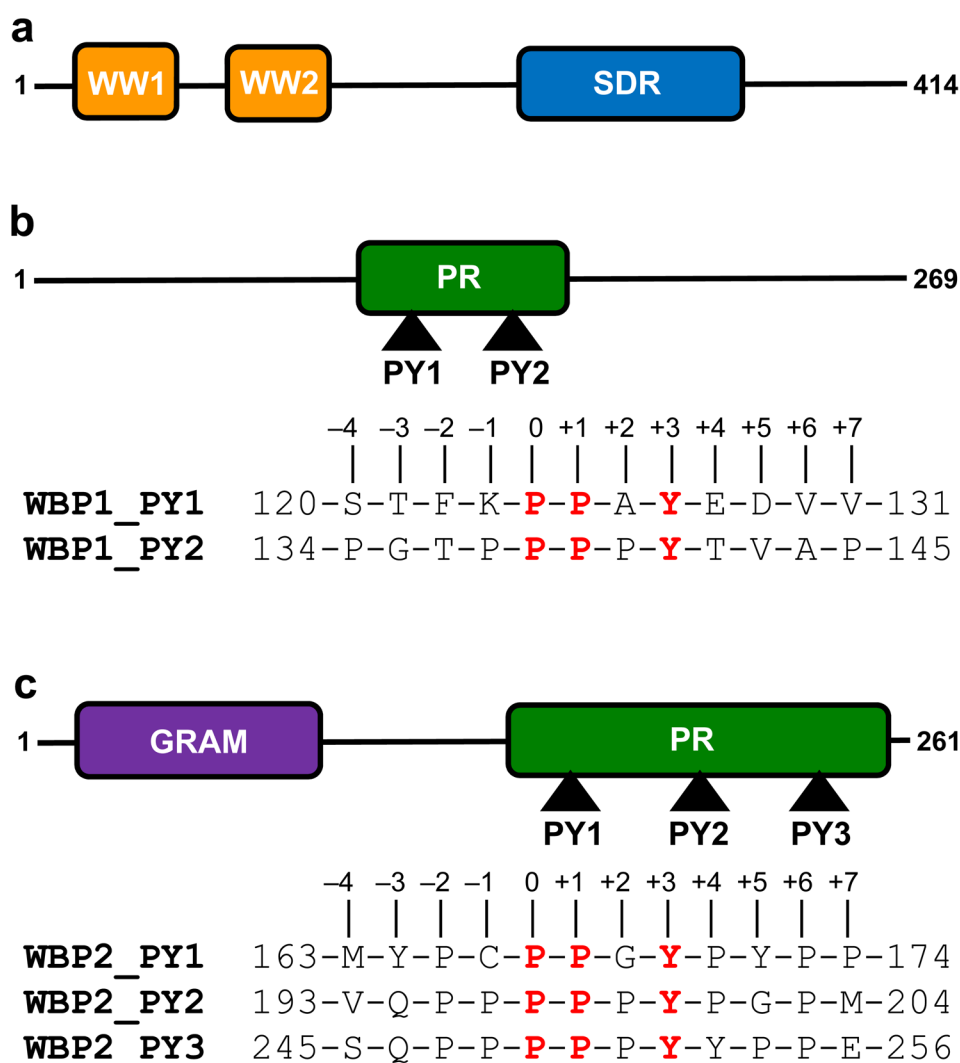 a
1 WW1 WW2 SDR 414
b
1 PR 269
PY1 PY2
–4 –3 –2 –1 0 +1 +2 +3 +4 +5 +6 +7
WBP1_PY1 120-S-T-F-K-P-P-A-Y-E-D-V-V-131
WBP1_PY2 134-P-G-T-P-P-P-P-Y-T-V-A-P-145
c
1 GRAM PR 261
PY1 PY2 PY3
–4 –3 –2 –1 0 +1 +2 +3 +4 +5 +6 +7
WBP2_PY1 163-M-Y-P-C-P-P-G-Y-P-Y-P-P-174
WBP2_PY2 193-V-Q-P-P-P-P-P-Y-P-G-P-M-204
WBP2_PY3 245-S-Q-P-P-P-P-P-Y-Y-P-P-E-256